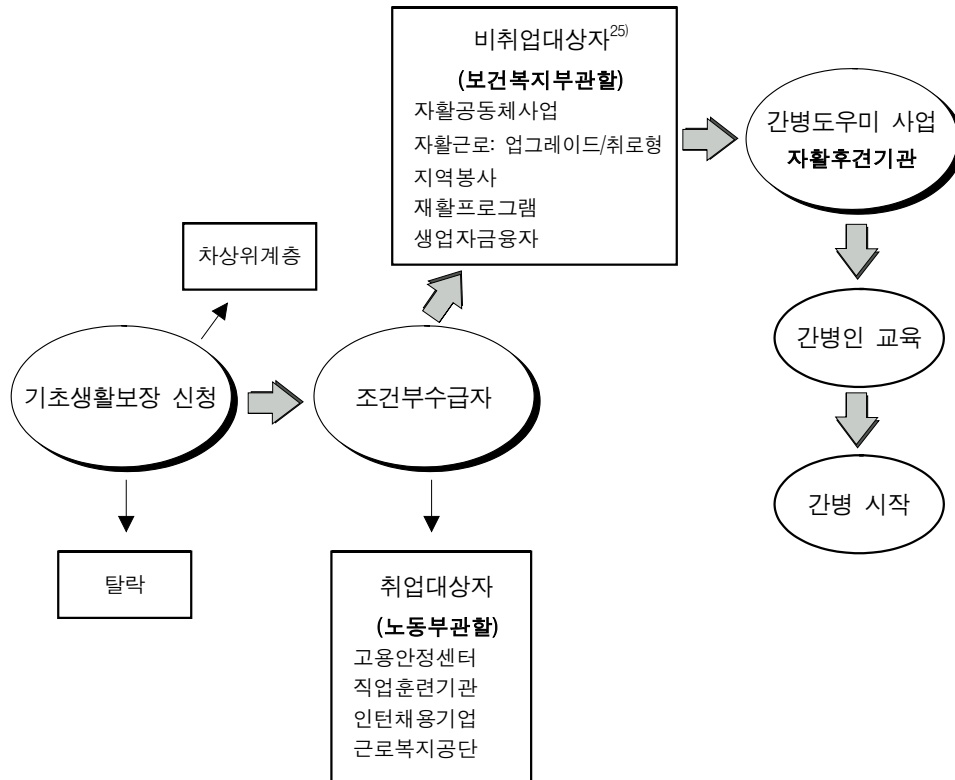 비취업대상자25)
(보건복지부관할)
자활공동체사업
자활근로: 업그레이드/취로형
지역봉사
재활프로그램
생업자금융자
간병도우미 사업
자활후견기관
차상위계층
간병인 교육
기초생활보장 신청
조건부수급자
간병 시작
탈락
취업대상자
(노동부관할)
고용안정센터
직업훈련기관
인턴채용기업
근로복지공단